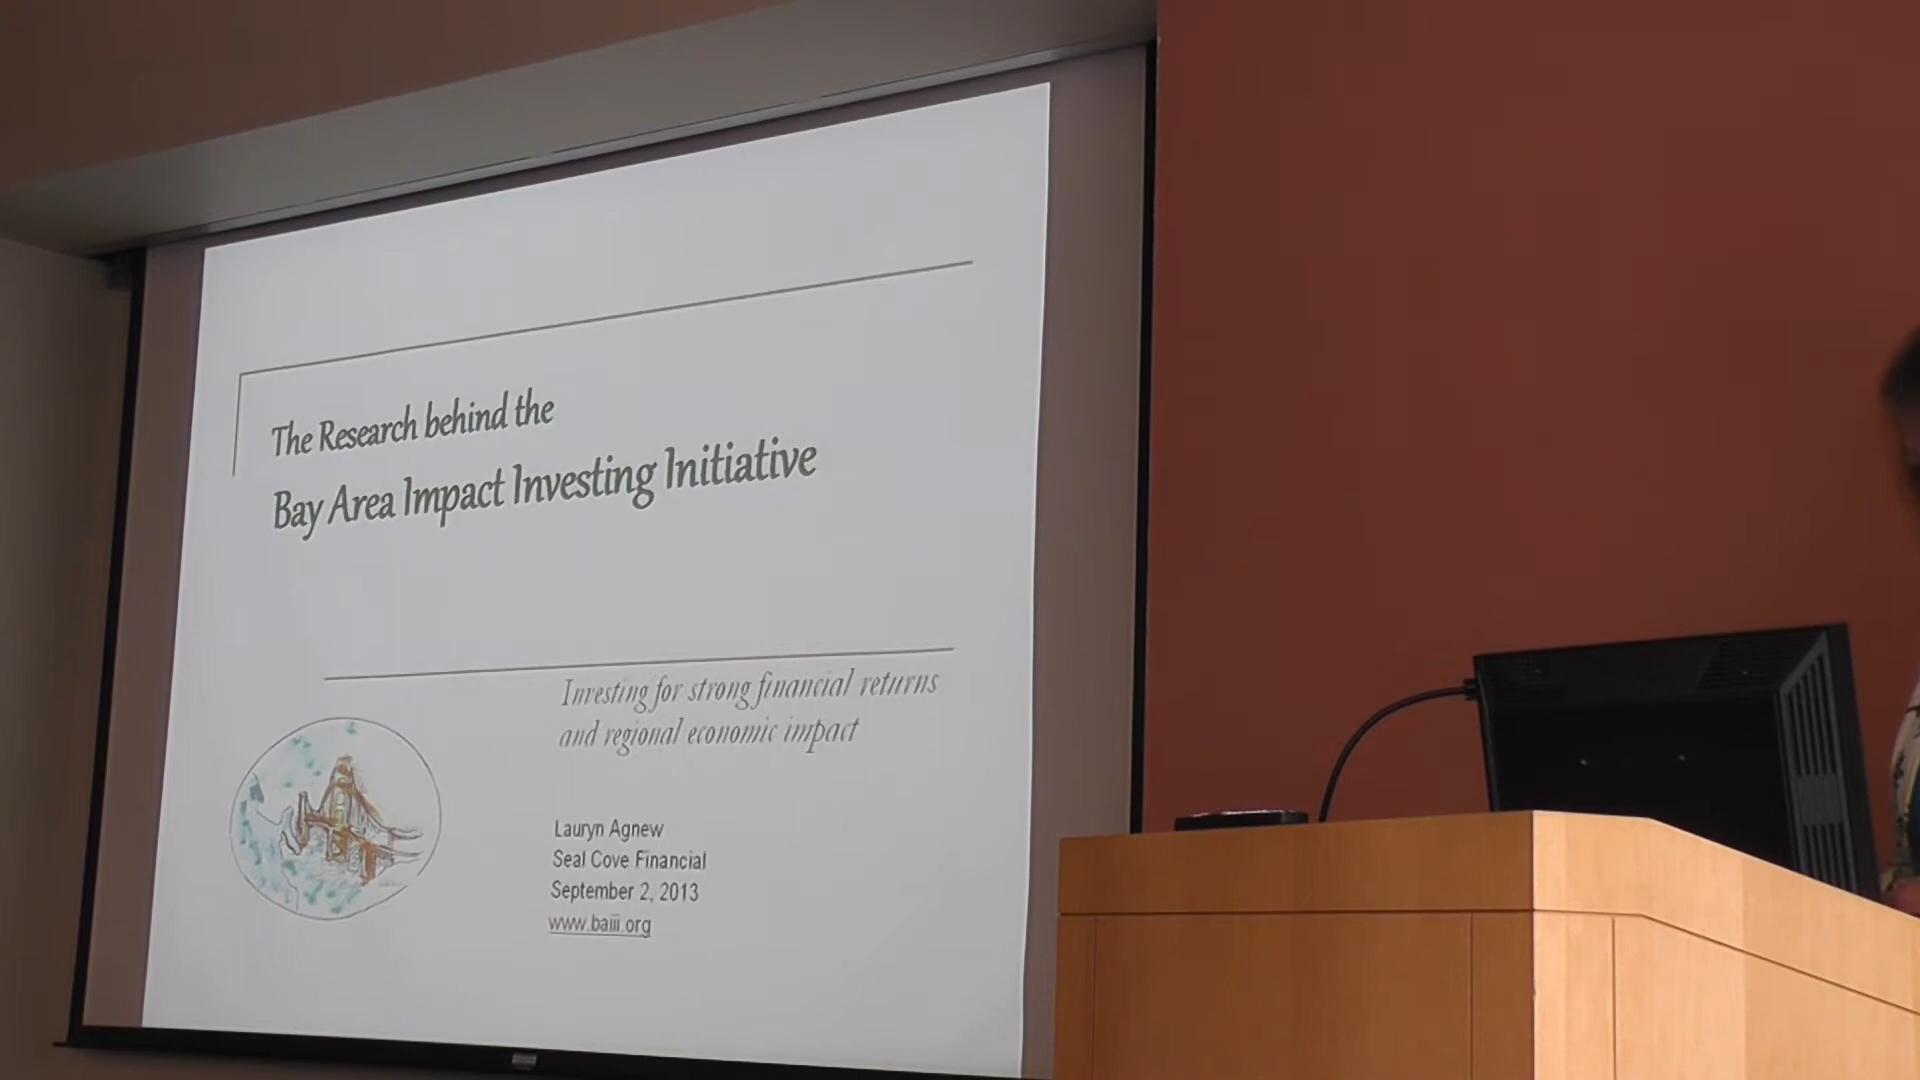 The Research behind the
Bay Area Impact Investing Initiative
Investing for strong financial returns
and regional economic impact
Lauryn Agnew
Seal Cove Financial
September 2, 2013
www.baiii.org